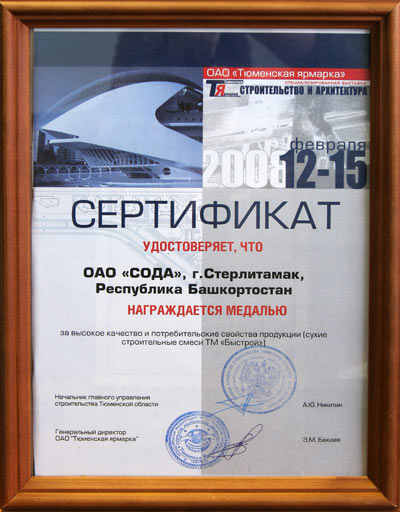 ОАО «Тюменская ярмарка»
СПЕЦИАЛИЗИРОВАННАЯ ВЫСТАВКА
Тюменская Ярмарка
СТРОИТЕЛЬСТВО И АРХИТЕКТУРА
февраля
2008 12-15
СЕРТИФИКАТ
УДОСТОВЕРЯЕТ, ЧТО
ОАО «СОДА», г.Стерлитамак,
Республика Башкортостан
НАГРАЖДАЕТСЯ МЕДАЛЬЮ
за высокое качество и потребительские свойства продукции (сухие
строительные смеси ТМ «Быстрой»)
Начальник главного управления
строительства Тюменской области
А.Ю. Никитин
Генеральный директор
ОАО "Тюменская ярмарка"
Э.М. Бакиев